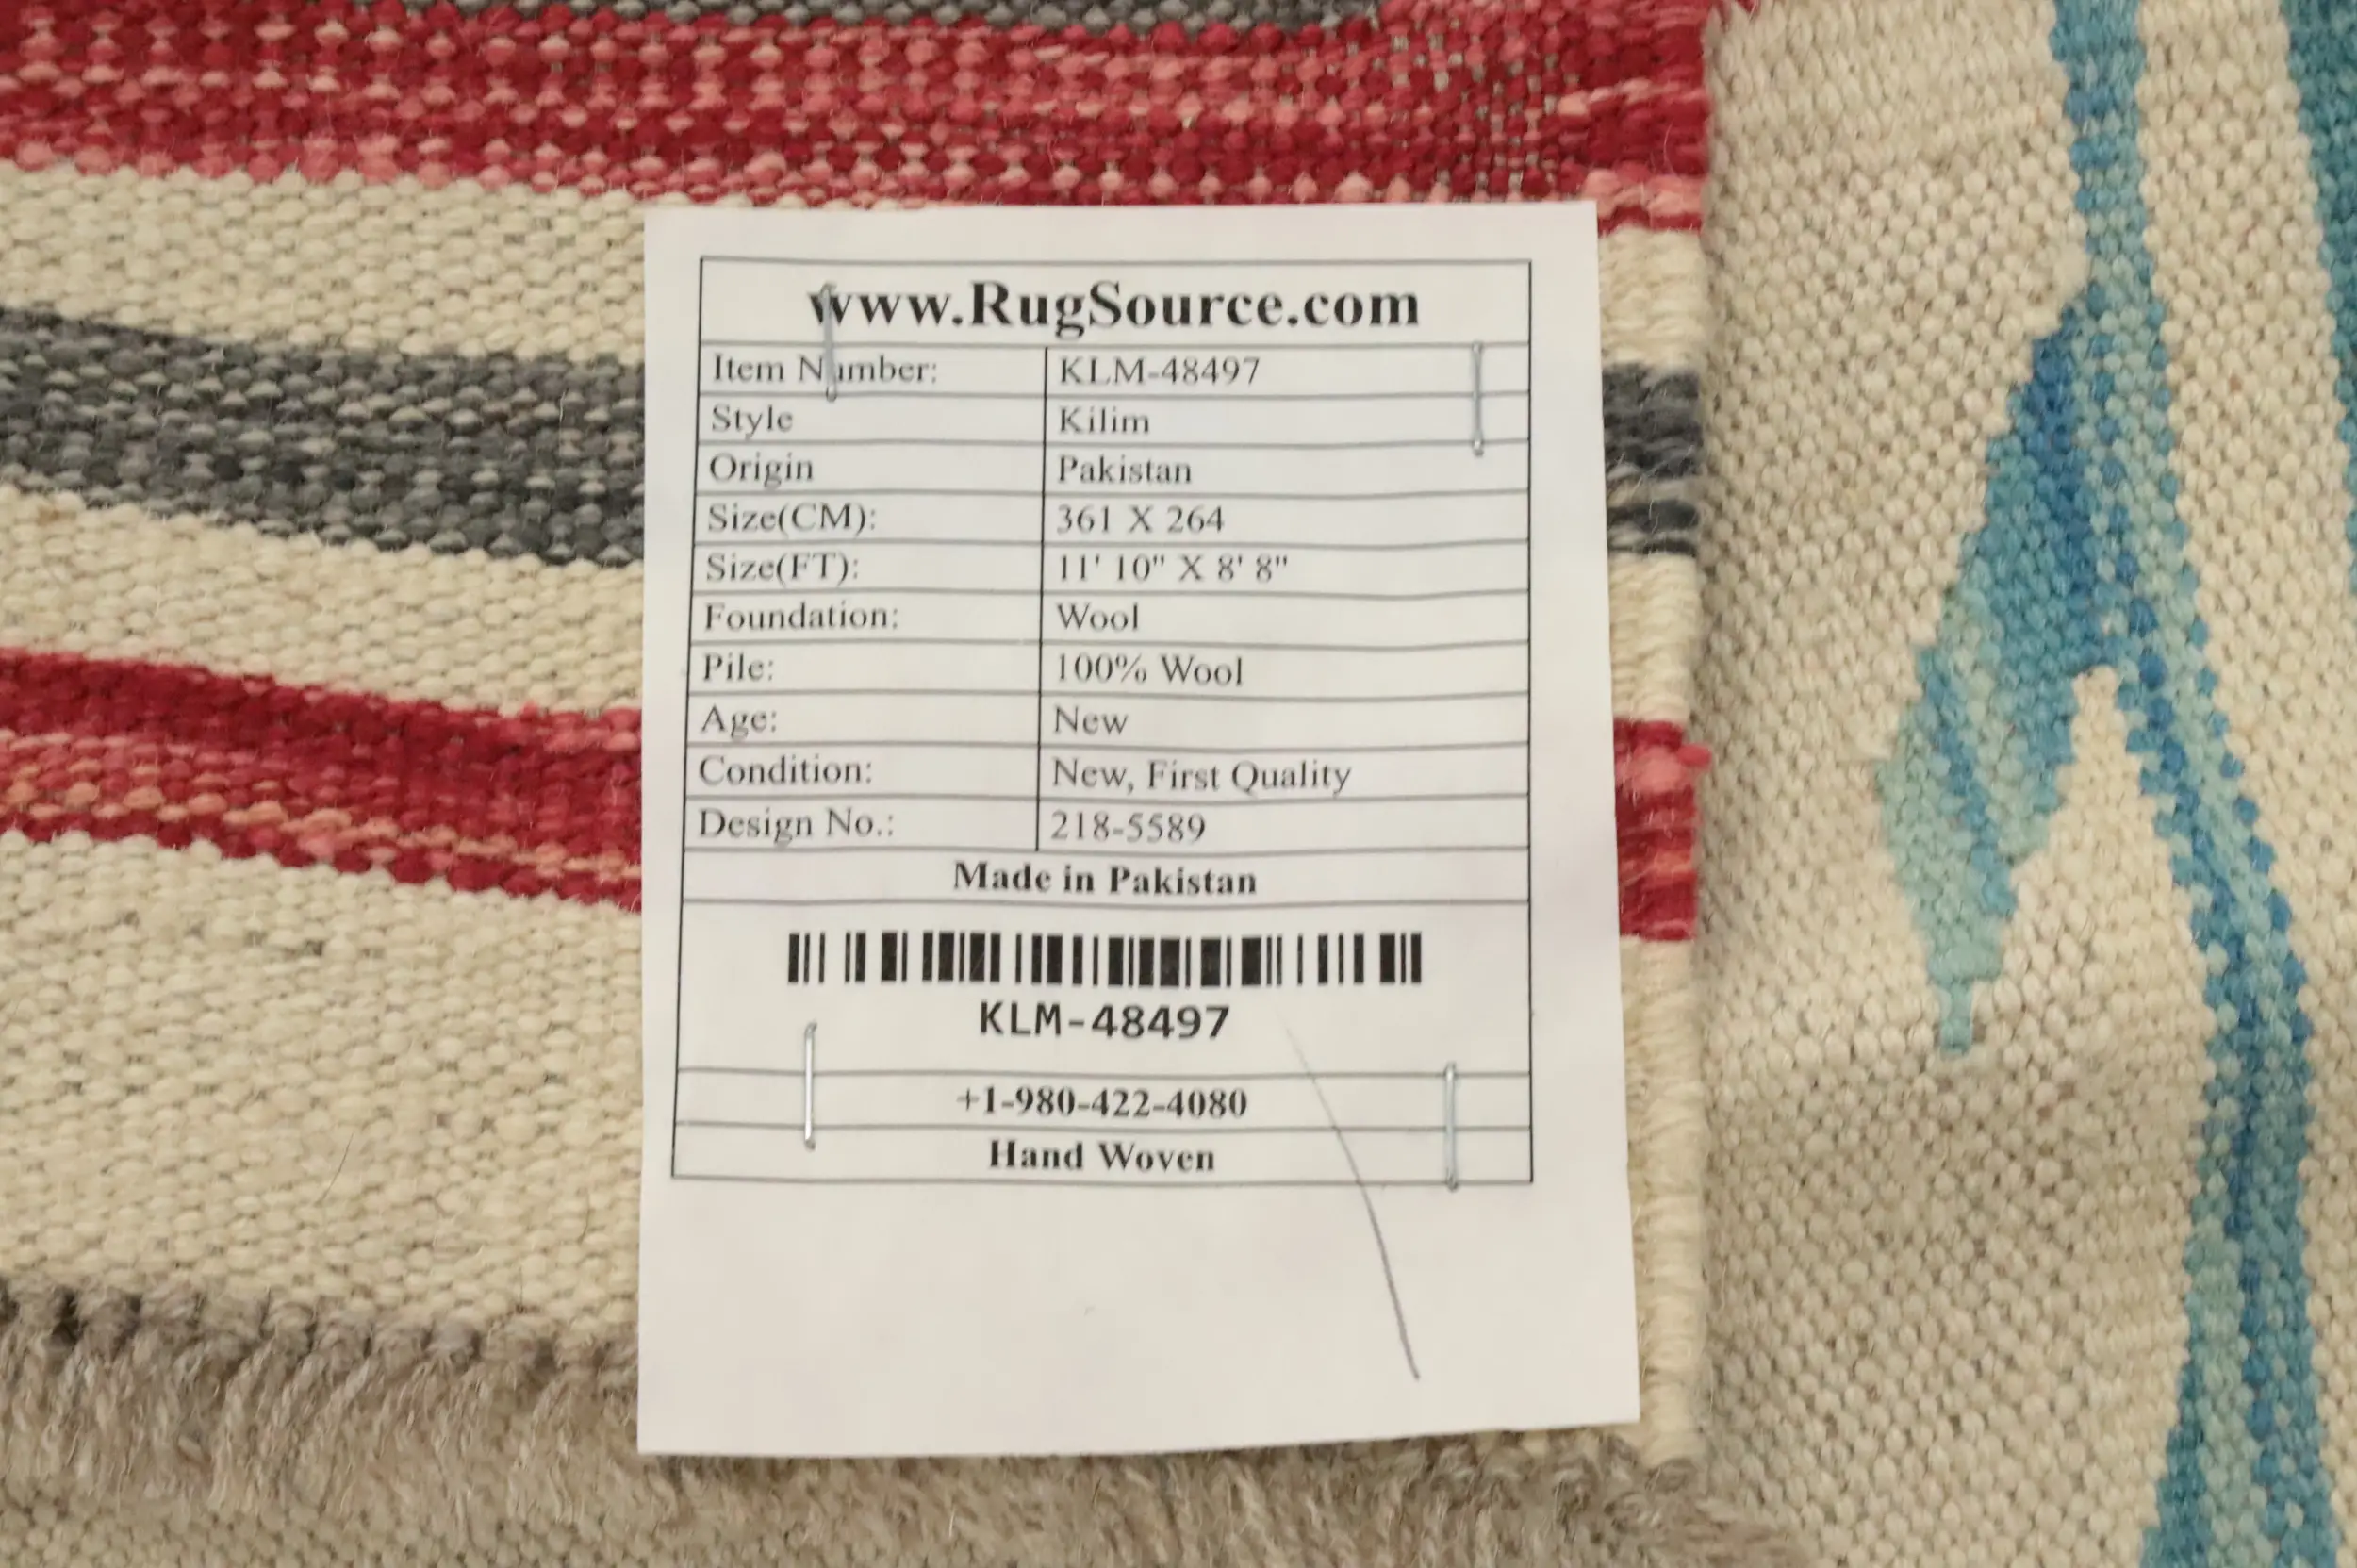 www.RugSource.com
Item Number: KLM-48497
Style Kilim
Origin Pakistan
Size(CM): 361 X 264
Size(FT): 11' 10" X 8' 8"
Foundation: Wool
Pile: 100% Wool
Age: New
Condition: New, First Quality
Design No.: 218-5589
Made in Pakistan
KLM-48497
+1-980-422-4080
Hand Woven